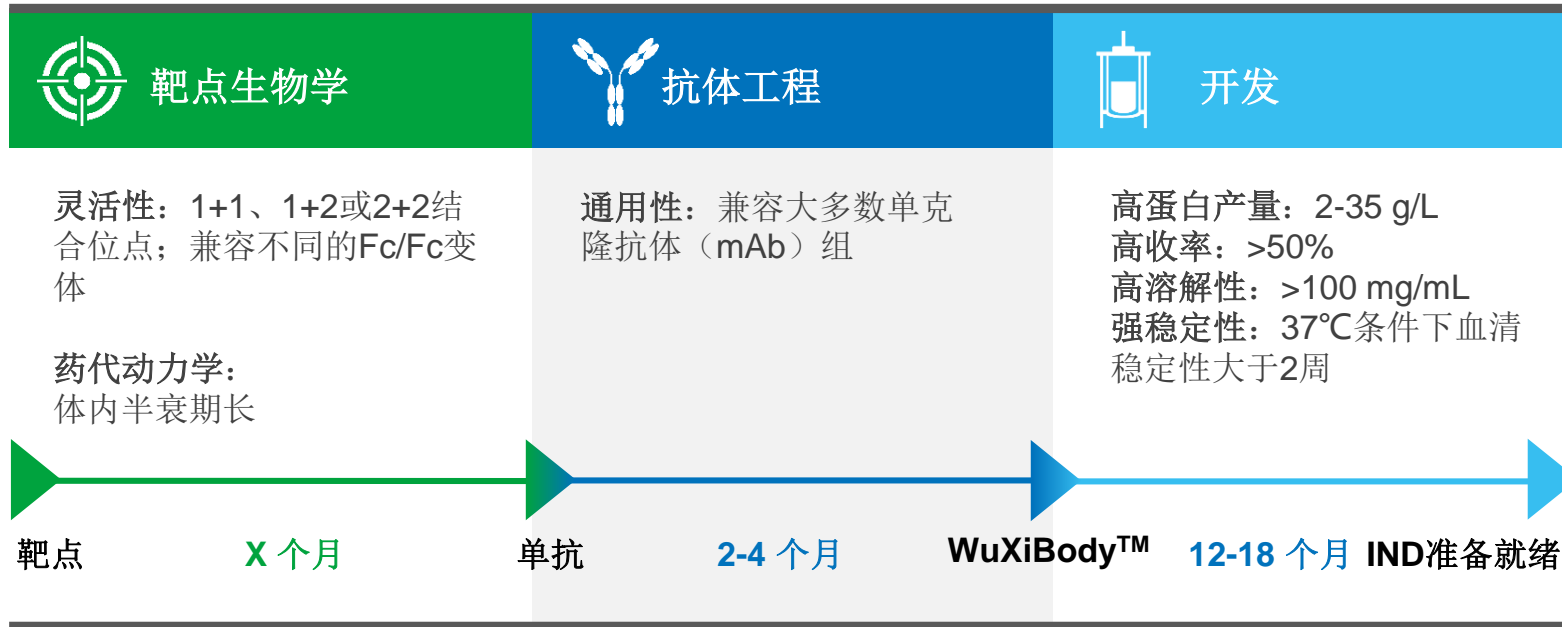 靶点生物学
抗体工程
开发
灵活性：1+1、1+2或2+2结
合位点；兼容不同的Fc/Fc变
体
药代动力学：
体内半衰期长
通用性：兼容大多数单克
隆抗体（mAb）组
高蛋白产量：2-35 g/L
高收率：>50%
高溶解性：>100 mg/mL
强稳定性：37℃条件下血清
稳定性大于2周
靶点
X 个月
单抗
2-4 个月
WuXiBody™
12-18 个月
IND准备就绪